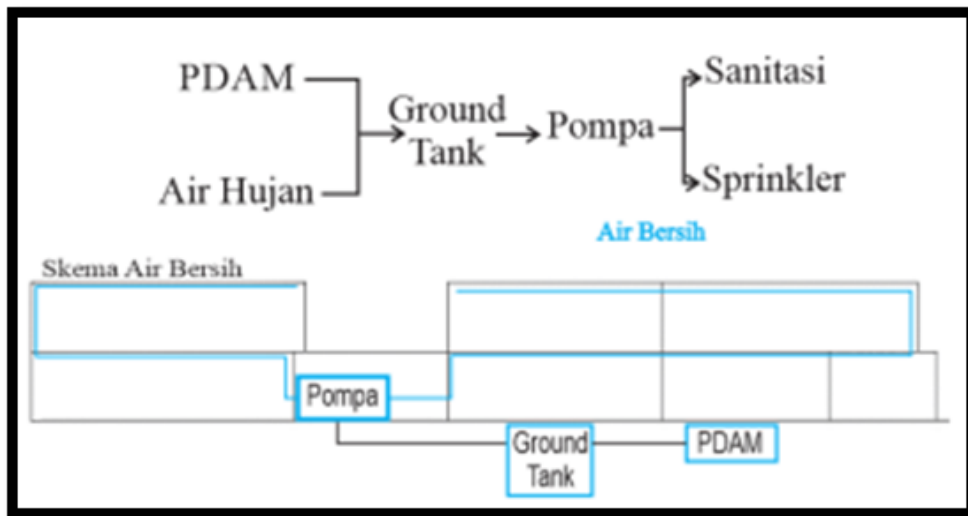 PDAM
Air Hujan
Ground
Tank
Pompa
Sanitasi
Sprinkler
Air Bersih
Skema Air Bersih
Pompa
Ground
Tank
PDAM